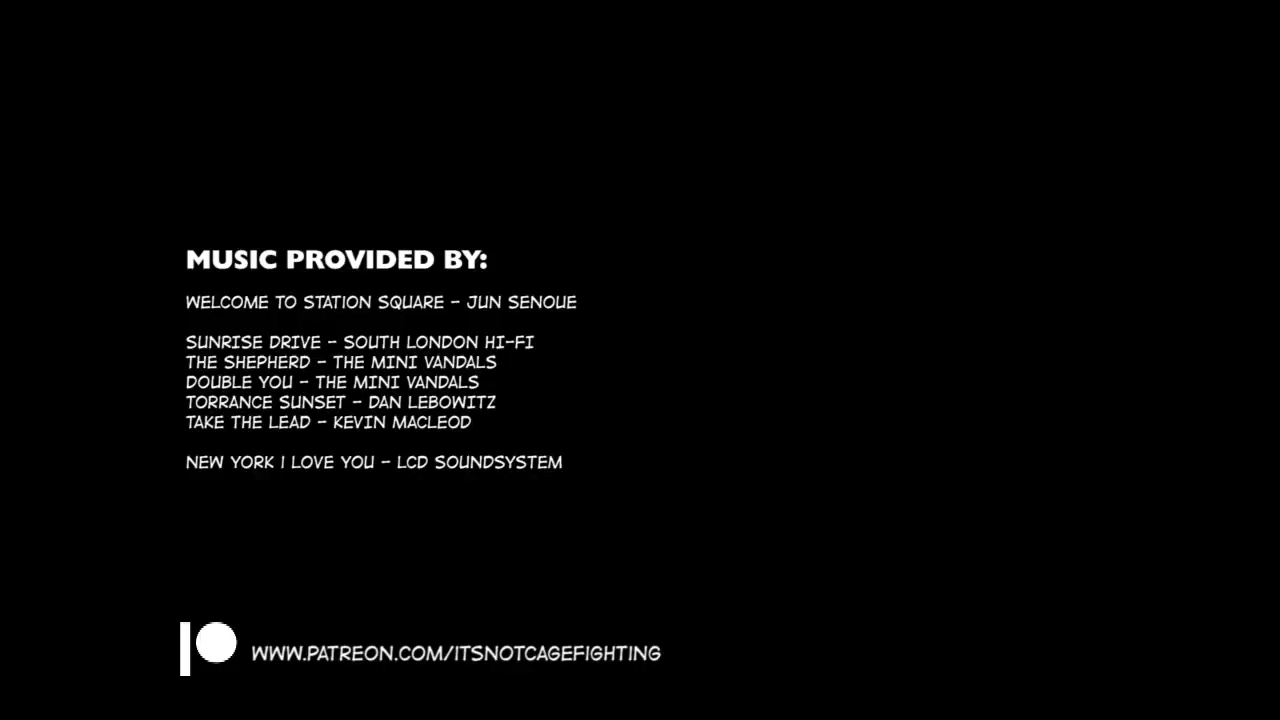 MUSIC PROVIDED BY:
WELCOME TO STATION SQUARE - JUN SENOUE
SUNRISE DRIVE - SOUTH LONDON HI-FI
THE SHEPHERD - THE MINI VANDALS
DOUBLE YOU - THE MINI VANDALS
TORRANCE SUNSET - DAN LEBOWITZ
TAKE THE LEAD - KEVIN MACLEOD
NEW YORK I LOVE YOU - LCD SOUNDSYSTEM
WWW.PATREON.COM/ITSNOTCAGEFIGHTING